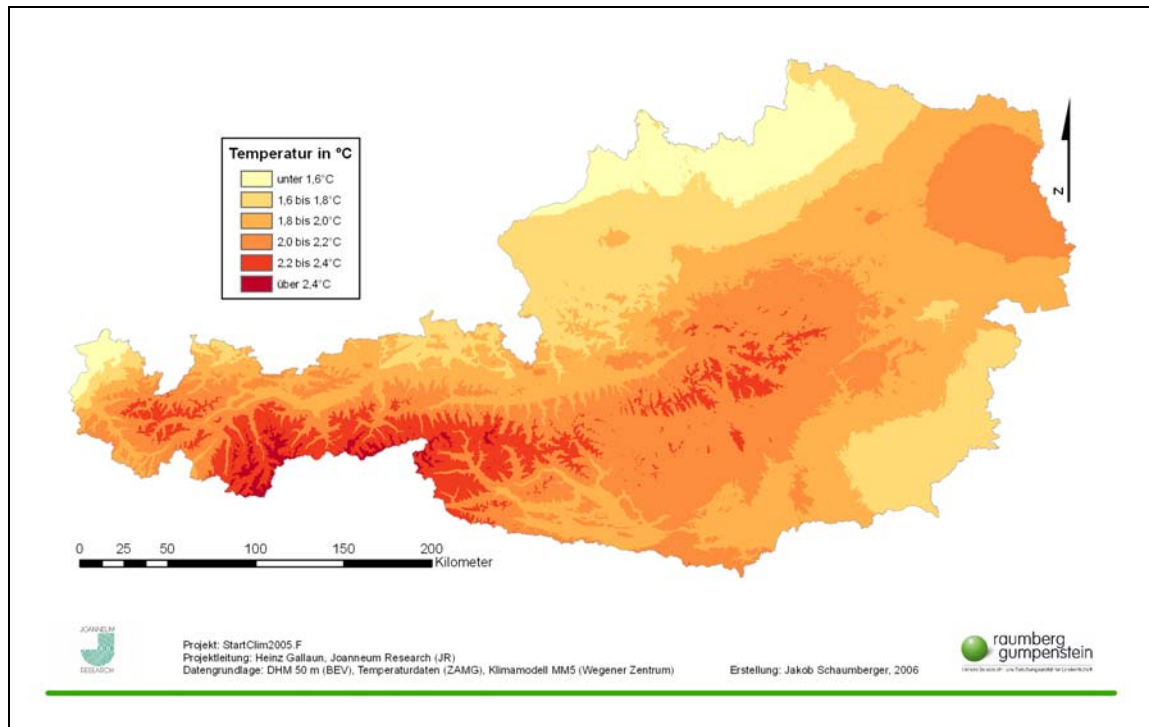 Temperatur in °C
unter 1,6°C
1,6 bis 1,8°C
1,8 bis 2,0°C
2,0 bis 2,2°C
2,2 bis 2,4°C
über 2,4°C
N
0 25 50 100 150 200
Kilometer
JOANNEUM
RESEARCH
Projekt: StartClim2005.F
Projektleitung: Heinz Gallaun, Joanneum Research (JR)
Datengrundlage: DHM 50 m (BEV), Temperaturdaten (ZAMG), Klimamodell MM5 (Wegener Zentrum)
Erstellung: Jakob Schaumberger, 2006
raumberg
gumpenstein